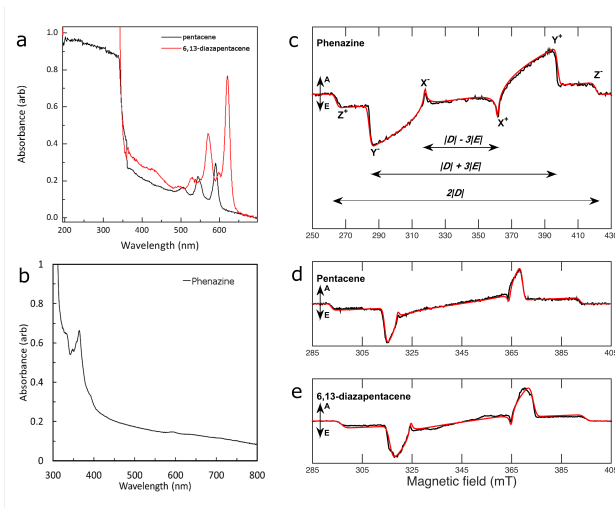 a
pentacene
6,13-diazapentacene
Absorbance (arb)
1.0
0.8
0.6
0.4
0.2
0.0
200
300
400
500
600
Wavelength (nm)
b
Phenazine
Absorbance (arb)
1
0.8
0.6
0.4
0.2
0
300
400
500
600
700
800
Wavelength (nm)
c
Phenazine
A
E
Z⁺
Y⁻
X⁻
X⁺
Y⁺
Z⁻
|D| - 3|E|
|D| + 3|E|
2|D|
250
270
290
310
330
350
370
390
410
430
d
Pentacene
A
E
285
305
325
345
365
385
405
e
6,13-diazapentacene
A
E
285
305
325
345
365
385
405
Magnetic field (mT)